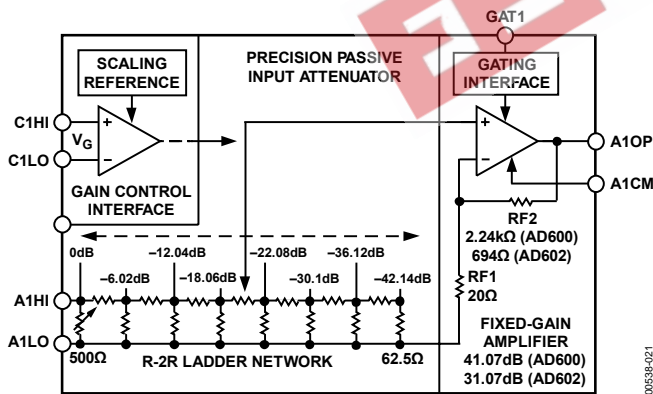 GAT1
SCALING
REFERENCE
PRECISION PASSIVE
INPUT ATTENUATOR
GATING
INTERFACE
C1HI
+
VG
–
C1LO
+
–
A1OP
A1CM
GAIN CONTROL
INTERFACE
RF2
2.24kΩ (AD600)
694Ω (AD602)
0dB
–12.04dB
–22.08dB
–36.12dB
–6.02dB
–18.06dB
–30.1dB
–42.14dB
RF1
20Ω
A1HI
A1LO
500Ω
R-2R LADDER NETWORK
62.5Ω
FIXED-GAIN
AMPLIFIER
41.07dB (AD600)
31.07dB (AD602)
00538-021